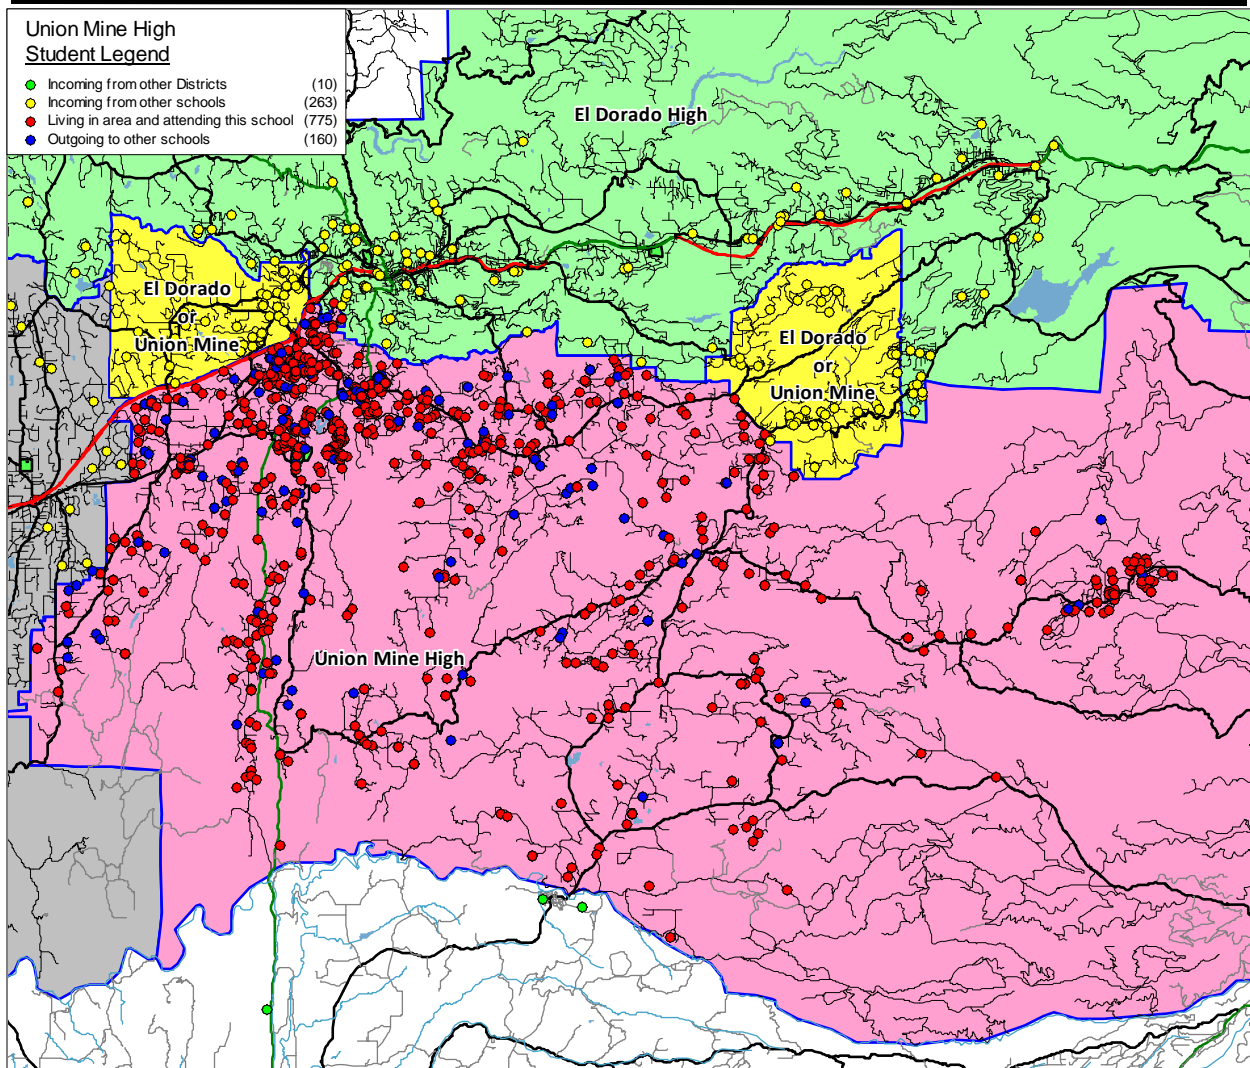 Union Mine High
Student Legend
Incoming from other Districts (10)
Incoming from other schools (263)
Living in area and attending this school (775)
Outgoing to other schools (160)
El Dorado High
El Dorado
or
Union Mine
El Dorado
or
Union Mine
Union Mine High